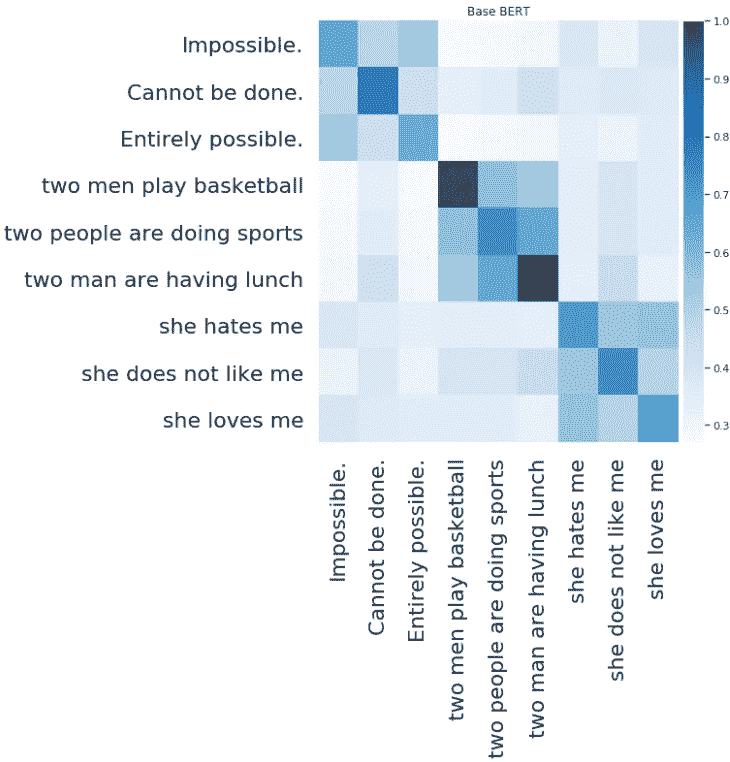 Base BERT
Impossible.
Cannot be done.
Entirely possible.
two men play basketball
two people are doing sports
two man are having lunch
she hates me
she does not like me
she loves me
1.0
0.9
0.8
0.7
0.6
0.5
0.4
0.3
Impossible.
Cannot be done.
Entirely possible.
two men play basketball
two people are doing sports
two man are having lunch
she hates me
she does not like me
she loves me